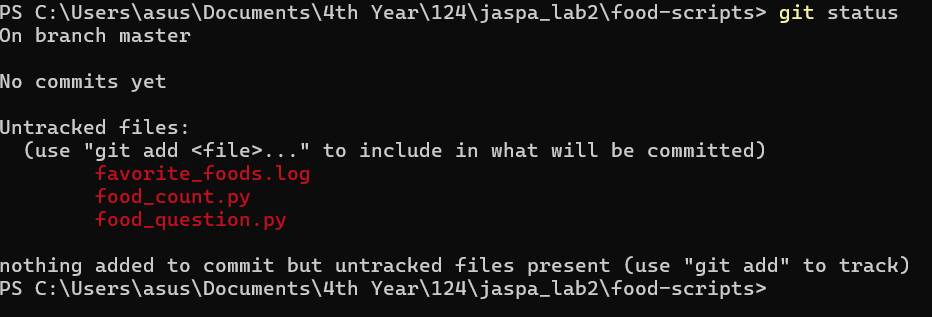 PS C:\Users\asus\Documents\4th Year\124\jaspa_lab2\food-scripts> git status
On branch master
No commits yet
Untracked files:
(use "git add <file>..." to include in what will be committed)
favorite_foods.log
food_count.py
food_question.py
nothing added to commit but untracked files present (use "git add" to track)
PS C:\Users\asus\Documents\4th Year\124\jaspa_lab2\food-scripts>